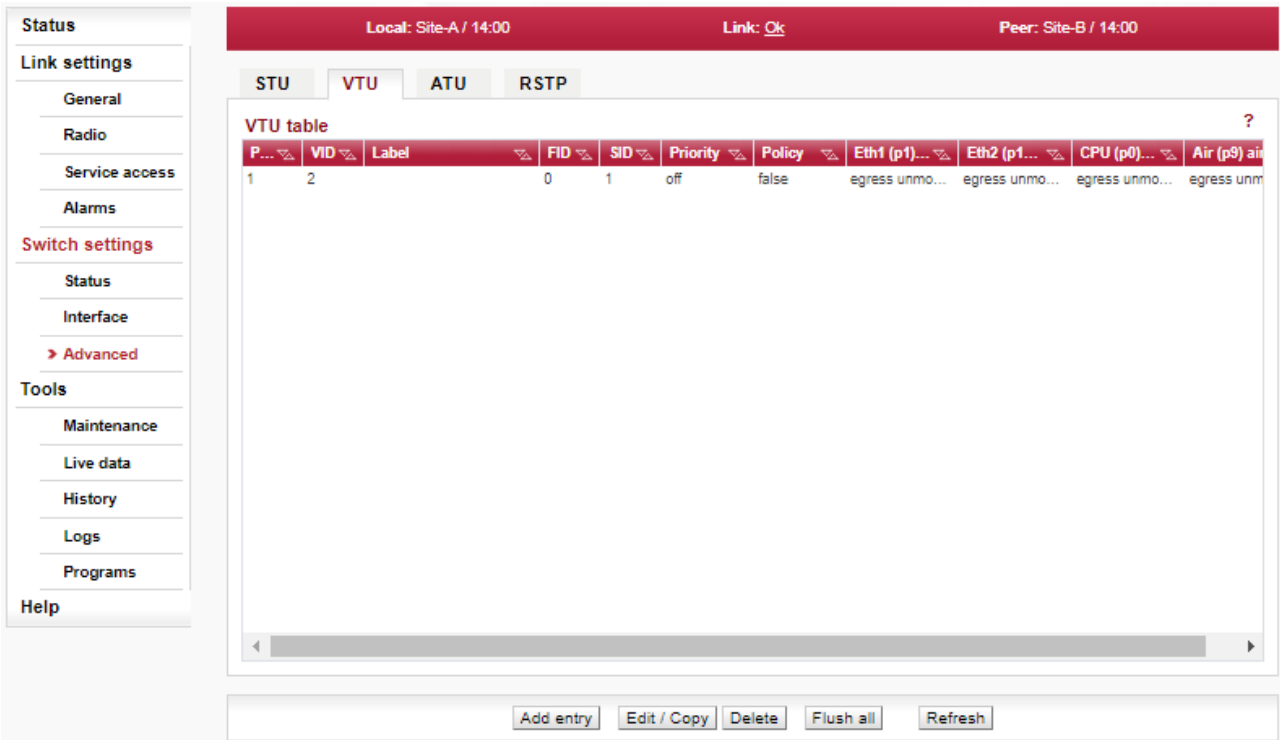 Status
Link settings
General
Radio
Service access
Alarms
Switch settings
Status
Interface
Advanced
Tools
Maintenance
Live data
History
Logs
Programs
Help
Local: Site-A / 14:00 Link: Ok Peer: Site-B / 14:00
STU VTU ATU RSTP
VTU table ?
P... VID Label FID SID Priority Policy Eth1 (p1)... Eth2 (p1... CPU (p0)... Air (p9) air
1 2 0 1 off false egress unmo... egress unmo... egress unmo... egress unm
Add entry Edit / Copy Delete Flush all Refresh